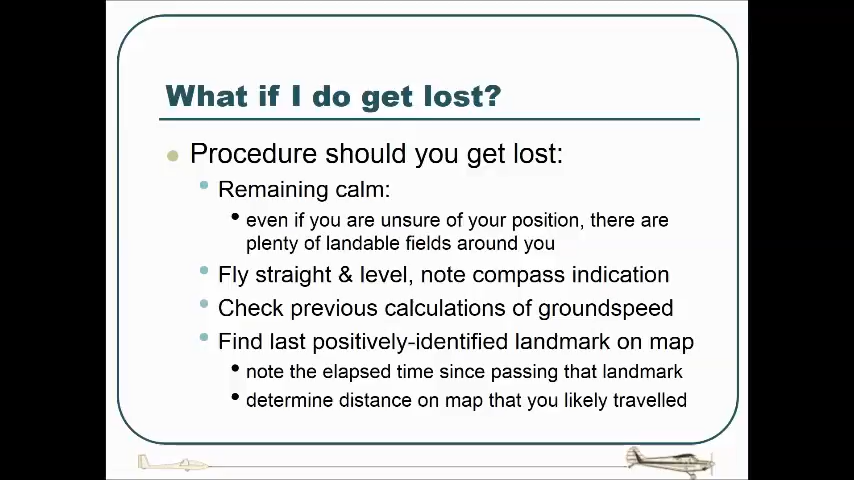 What if I do get lost?
Procedure should you get lost:
Remaining calm:
even if you are unsure of your position, there are
plenty of landable fields around you
Fly straight & level, note compass indication
Check previous calculations of groundspeed
Find last positively-identified landmark on map
note the elapsed time since passing that landmark
determine distance on map that you likely travelled